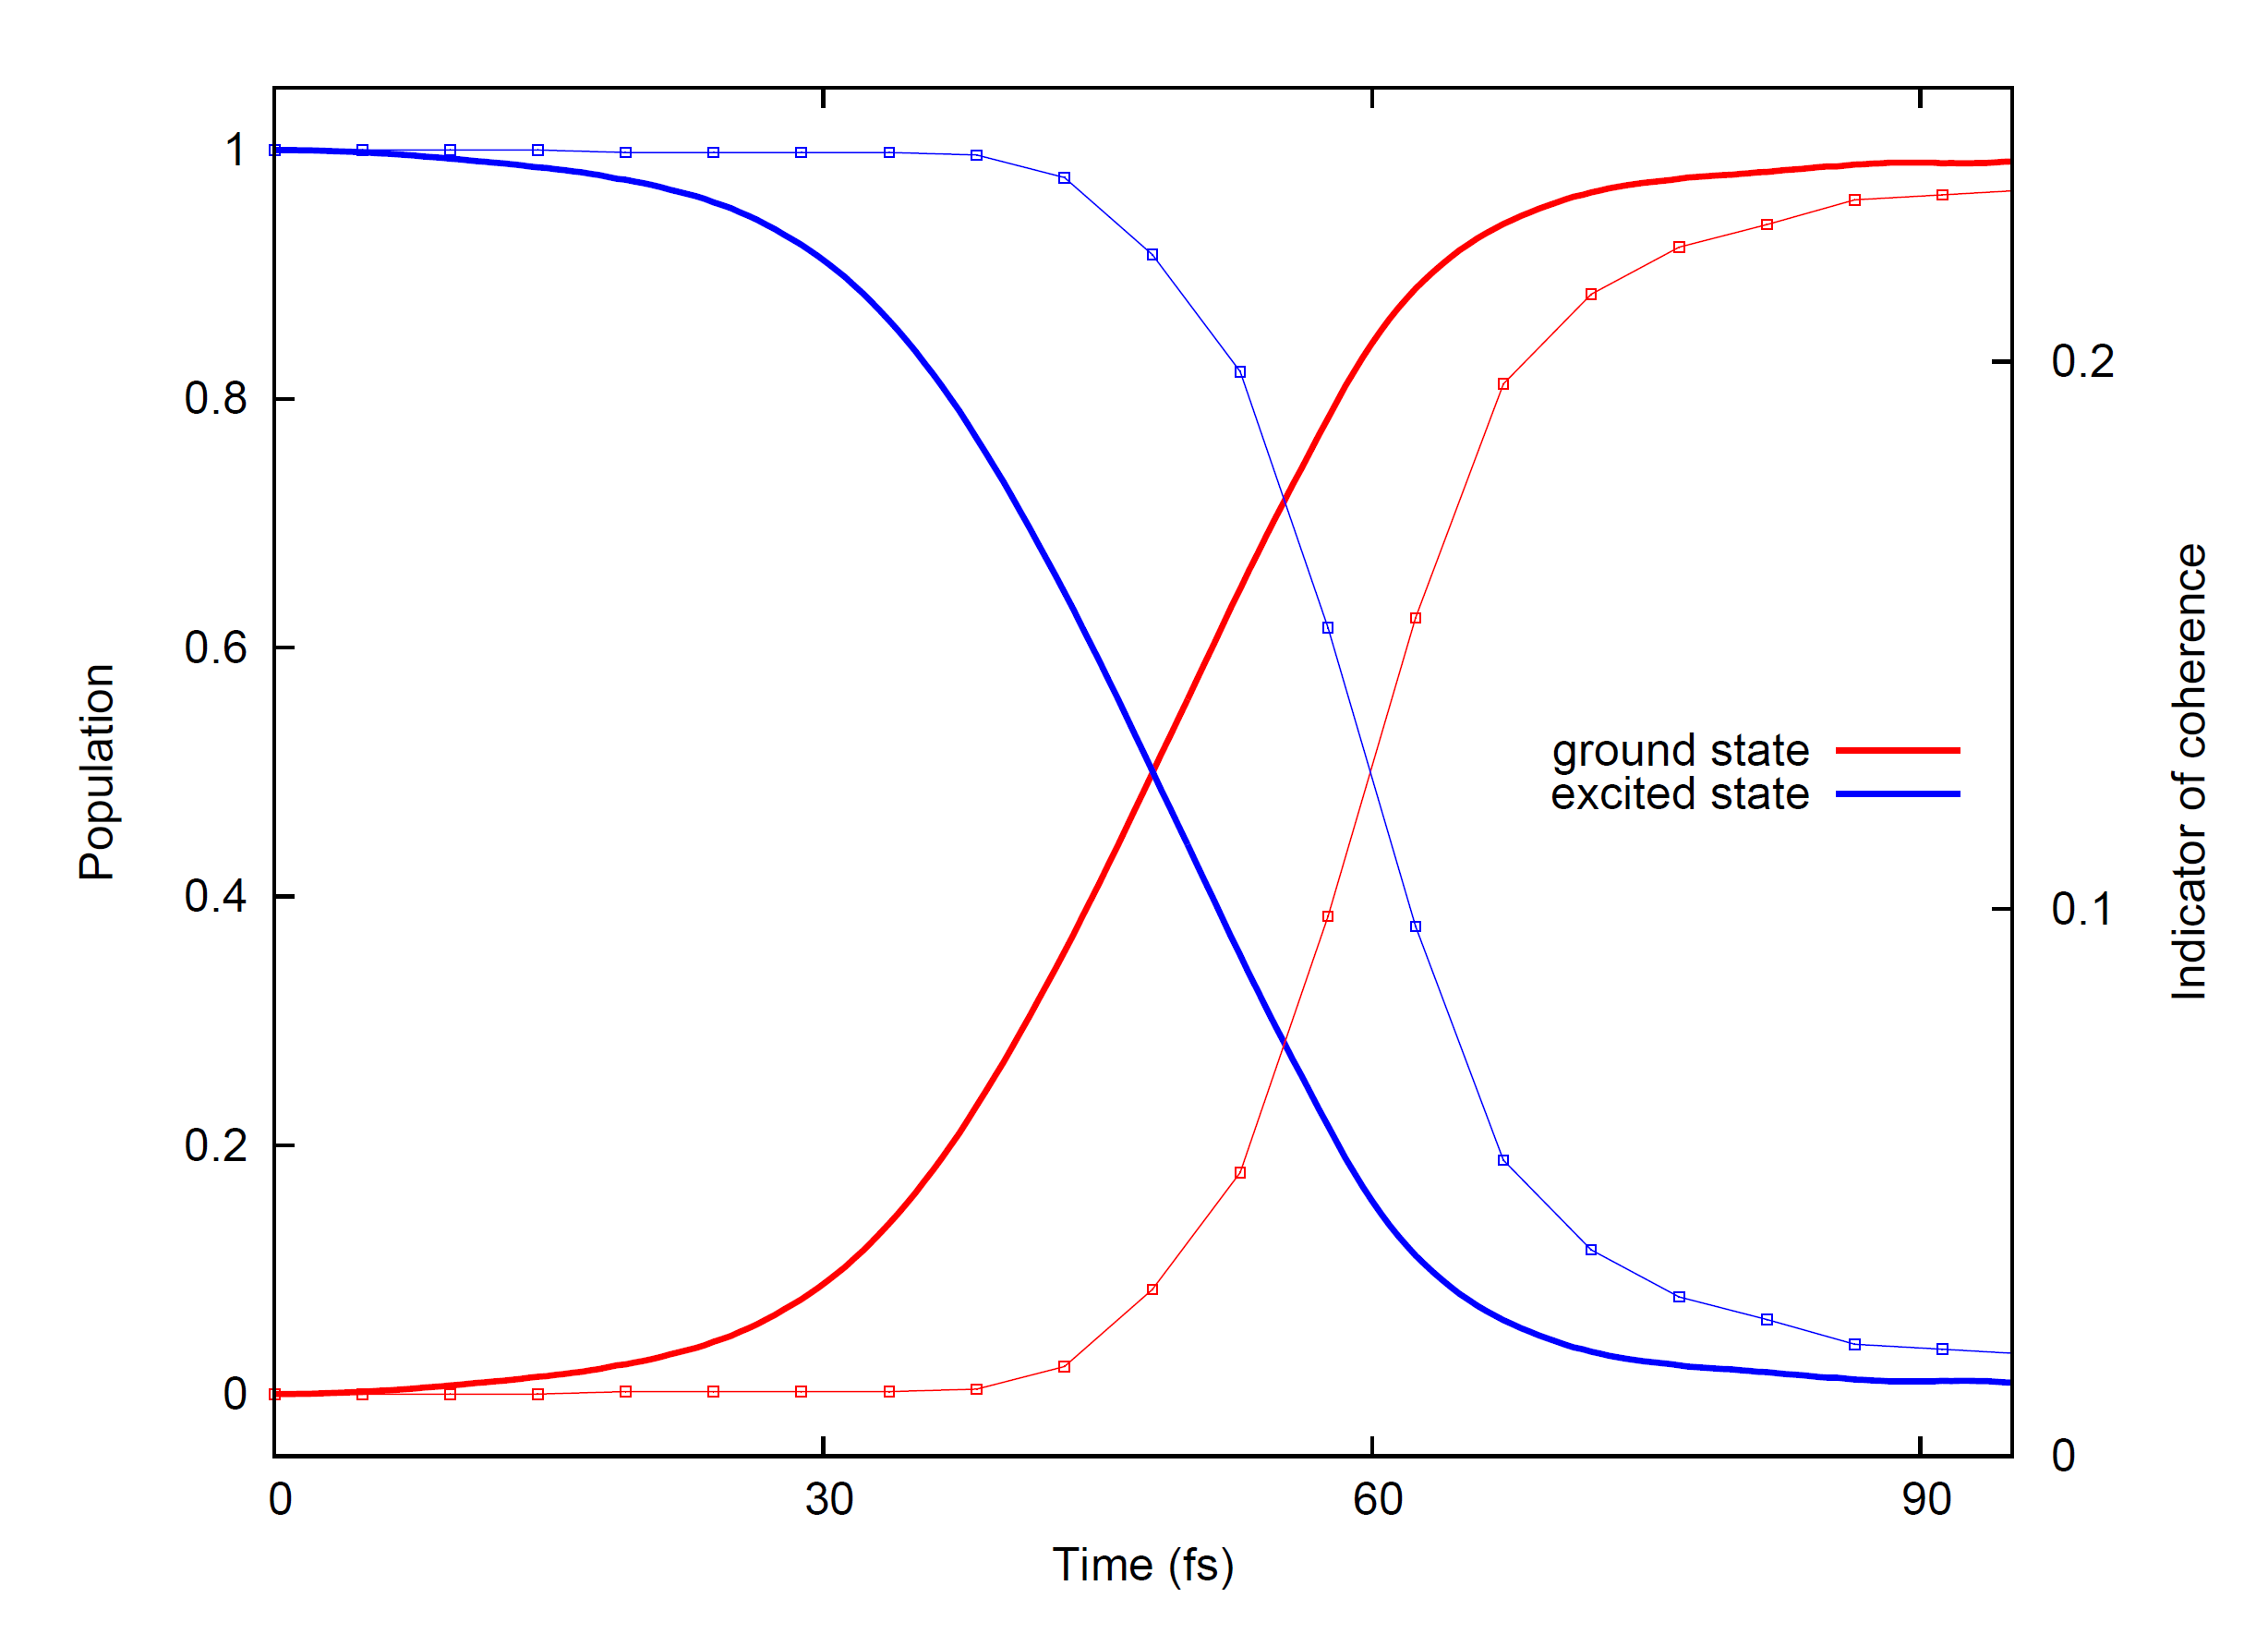 1
0.8
0.6
0.4
0.2
0
Population
0.2
0.1
0
Indicator of coherence
ground state
excited state
0 30 60 90
Time (fs)